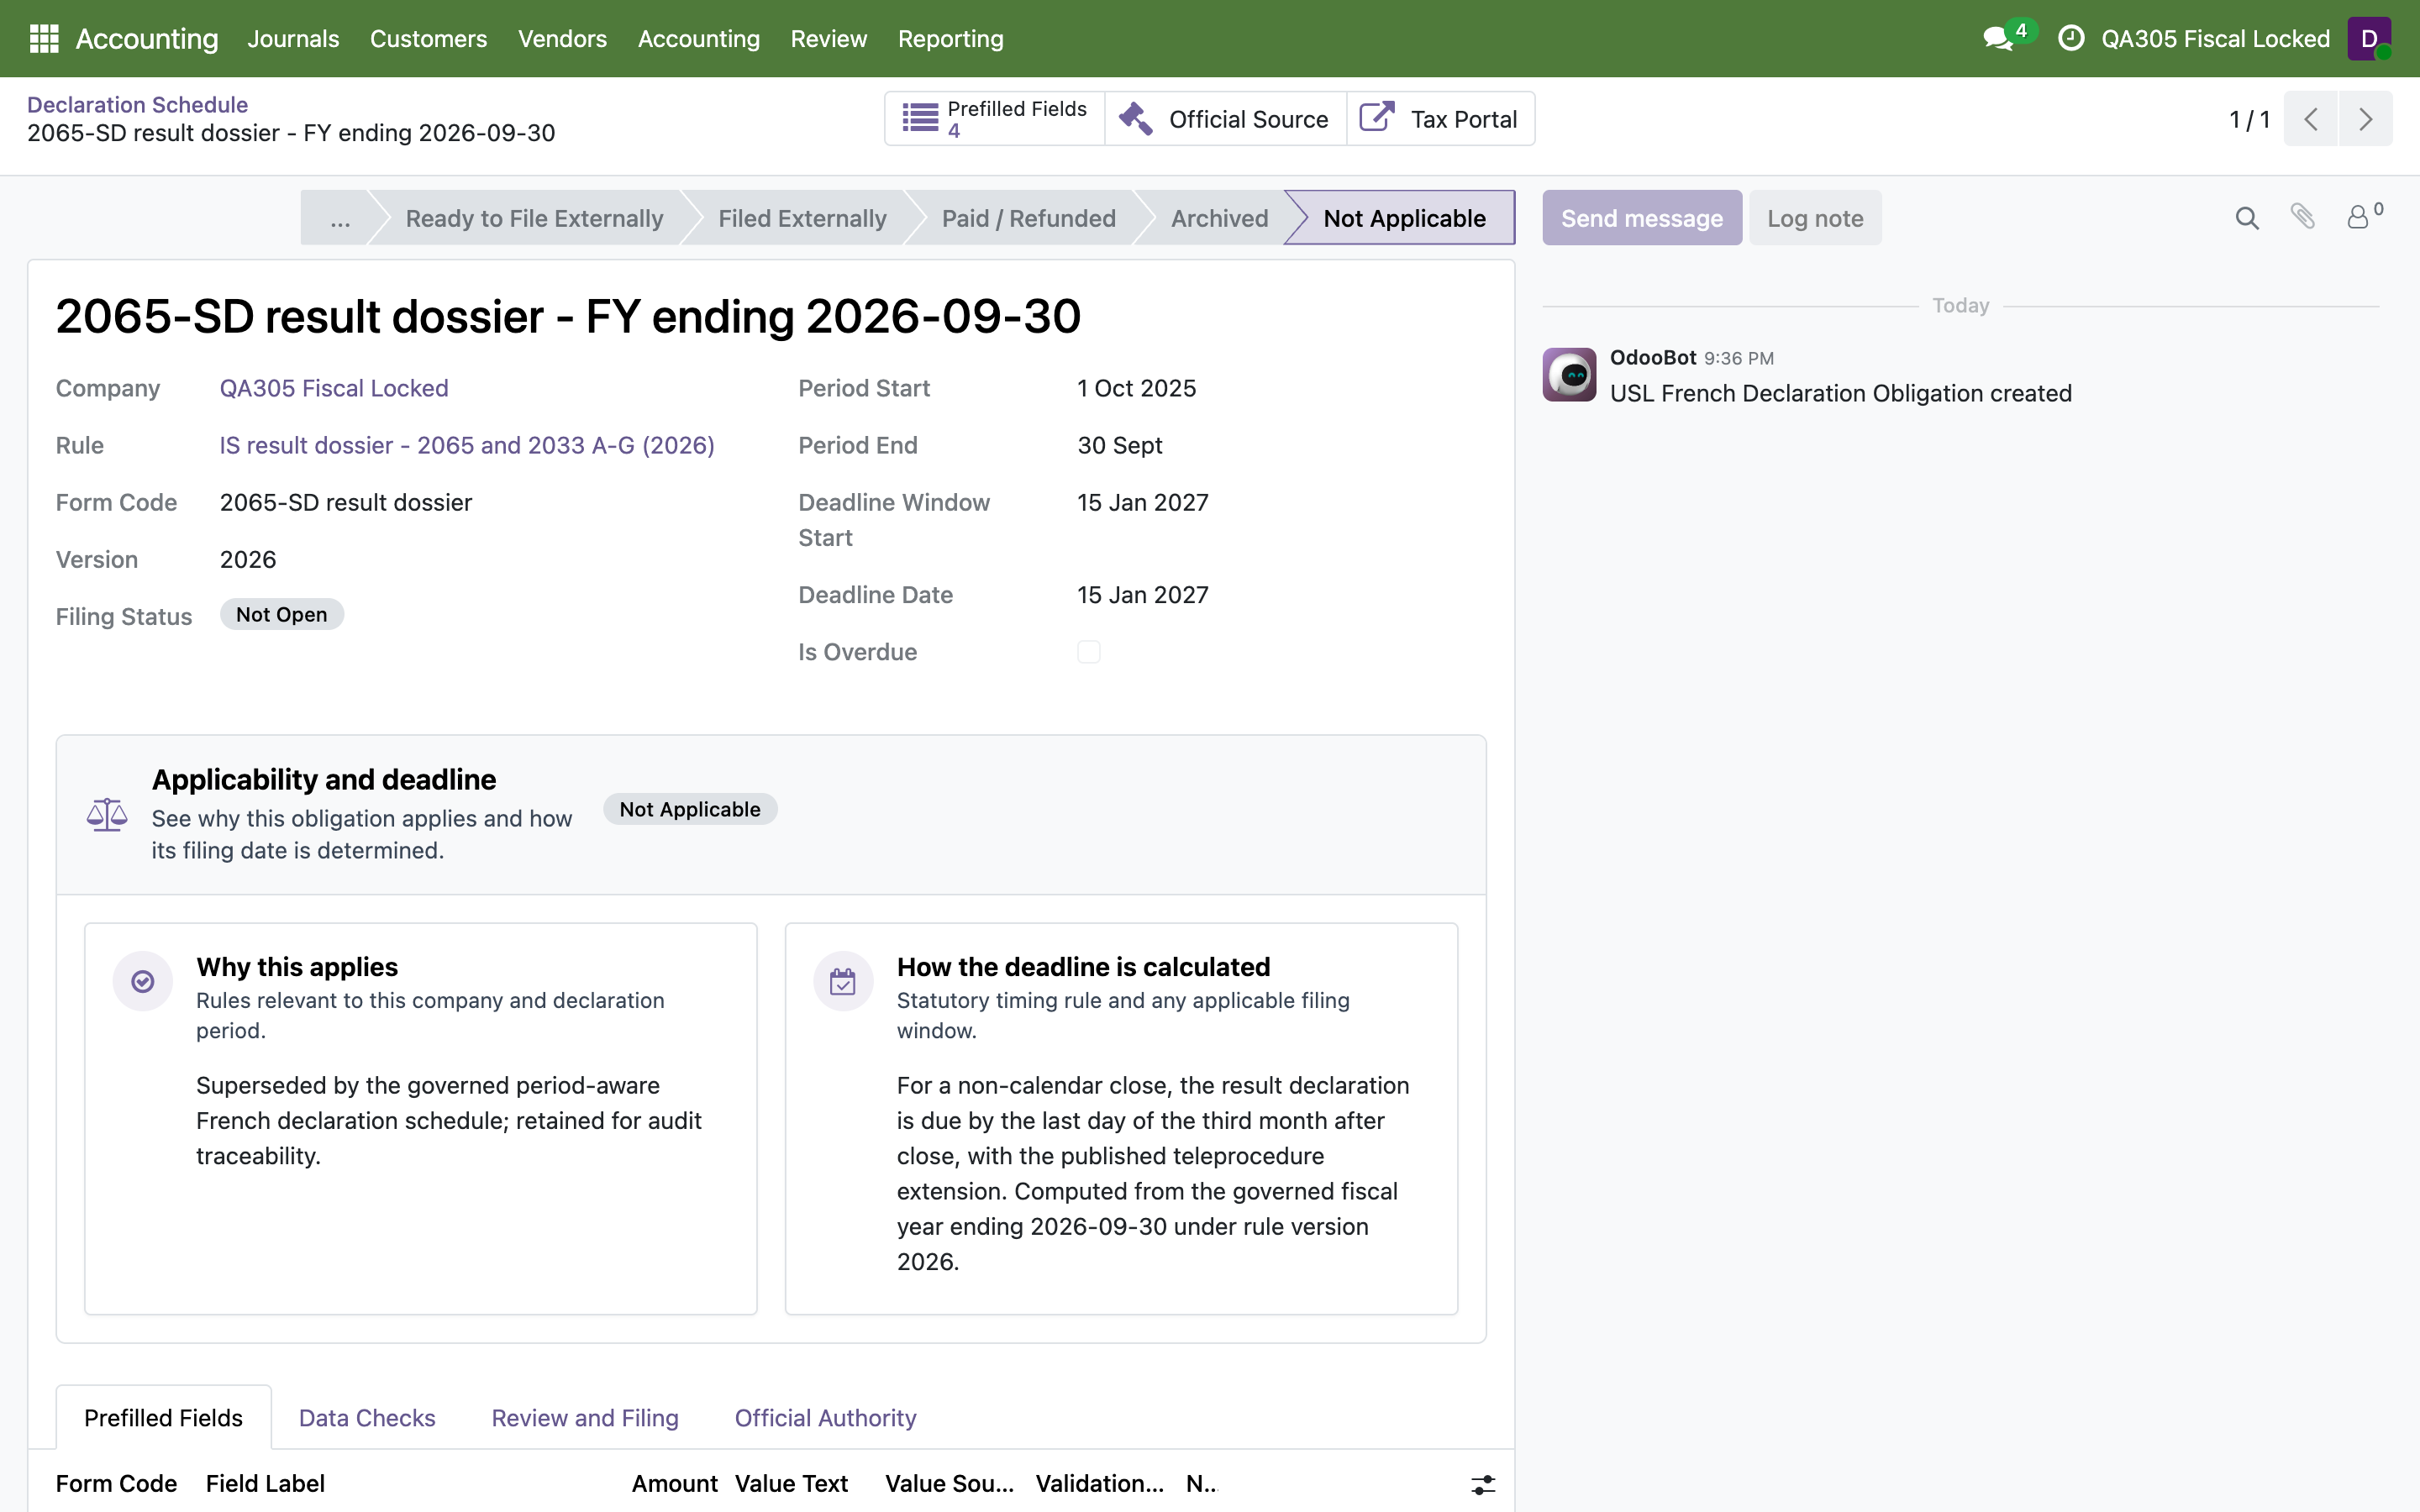 Accounting Journals Customers Vendors Accounting Review Reporting 4 QA305 Fiscal Locked D
Declaration Schedule
2065-SD result dossier - FY ending 2026-09-30
Prefilled Fields
4
Official Source
Tax Portal
1 / 1
... Ready to File Externally Filed Externally Paid / Refunded Archived Not Applicable
Send message Log note 0
2065-SD result dossier - FY ending 2026-09-30
Company QA305 Fiscal Locked
Rule IS result dossier - 2065 and 2033 A-G (2026)
Form Code 2065-SD result dossier
Version 2026
Filing Status Not Open
Period Start 1 Oct 2025
Period End 30 Sept
Deadline Window 15 Jan 2027
Start
Deadline Date 15 Jan 2027
Is Overdue
Today
OdooBot 9:36 PM
USL French Declaration Obligation created
Applicability and deadline
See why this obligation applies and how
its filing date is determined.
Not Applicable
Why this applies
Rules relevant to this company and declaration
period.
Superseded by the governed period-aware
French declaration schedule; retained for audit
traceability.
How the deadline is calculated
Statutory timing rule and any applicable filing
window.
For a non-calendar close, the result declaration
is due by the last day of the third month after
close, with the published teleprocedure
extension. Computed from the governed fiscal
year ending 2026-09-30 under rule version
2026.
Prefilled Fields Data Checks Review and Filing Official Authority
Form Code Field Label Amount Value Text Value Sou... Validation... N...